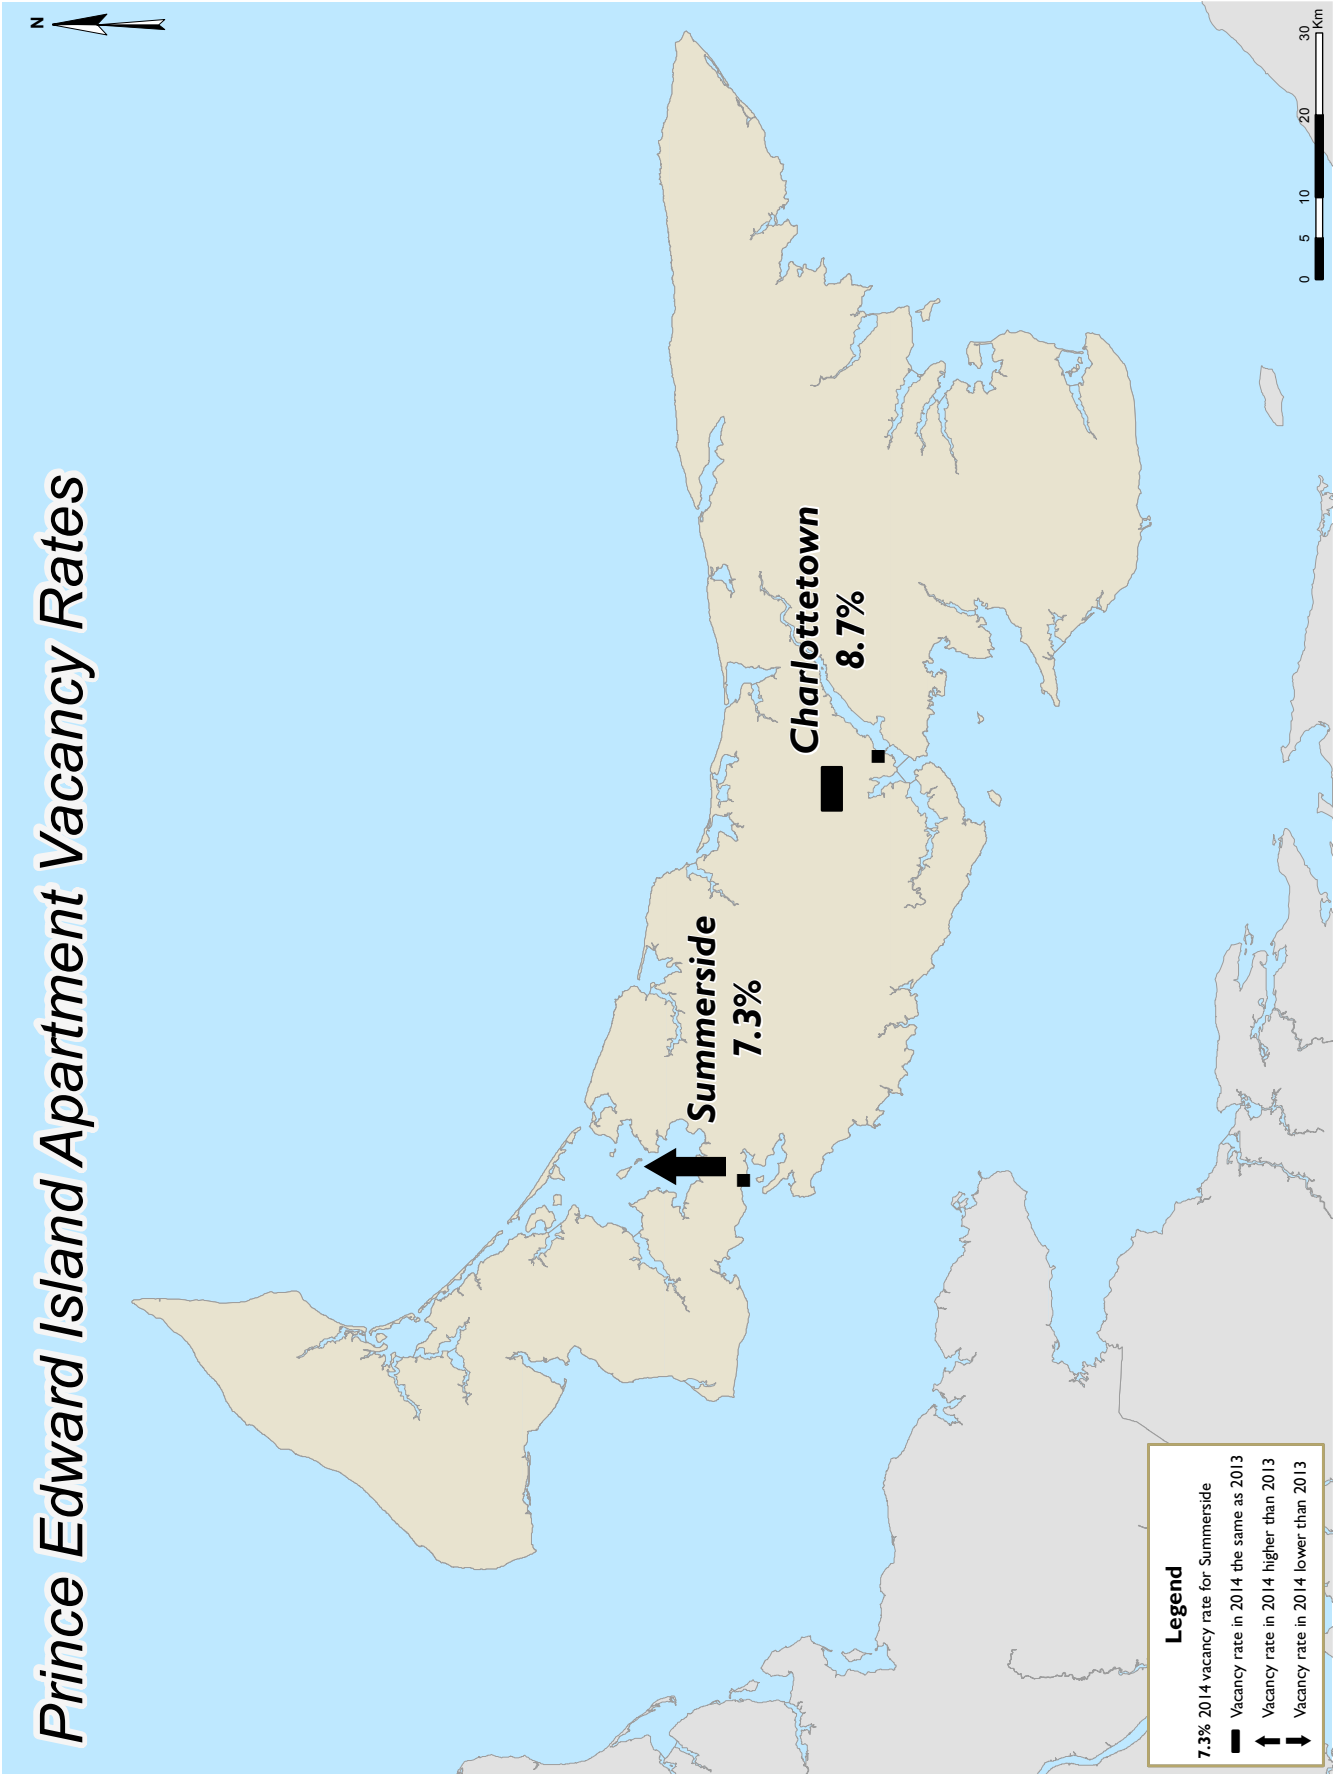 Prince Edward Island Apartment Vacancy Rates
N
Summerside
7.3%
Charlottetown
8.7%
Legend
7.3% 2014 vacancy rate for Summerside
Vacancy rate in 2014 the same as 2013
Vacancy rate in 2014 higher than 2013
Vacancy rate in 2014 lower than 2013
0 5 10 20 30
Km